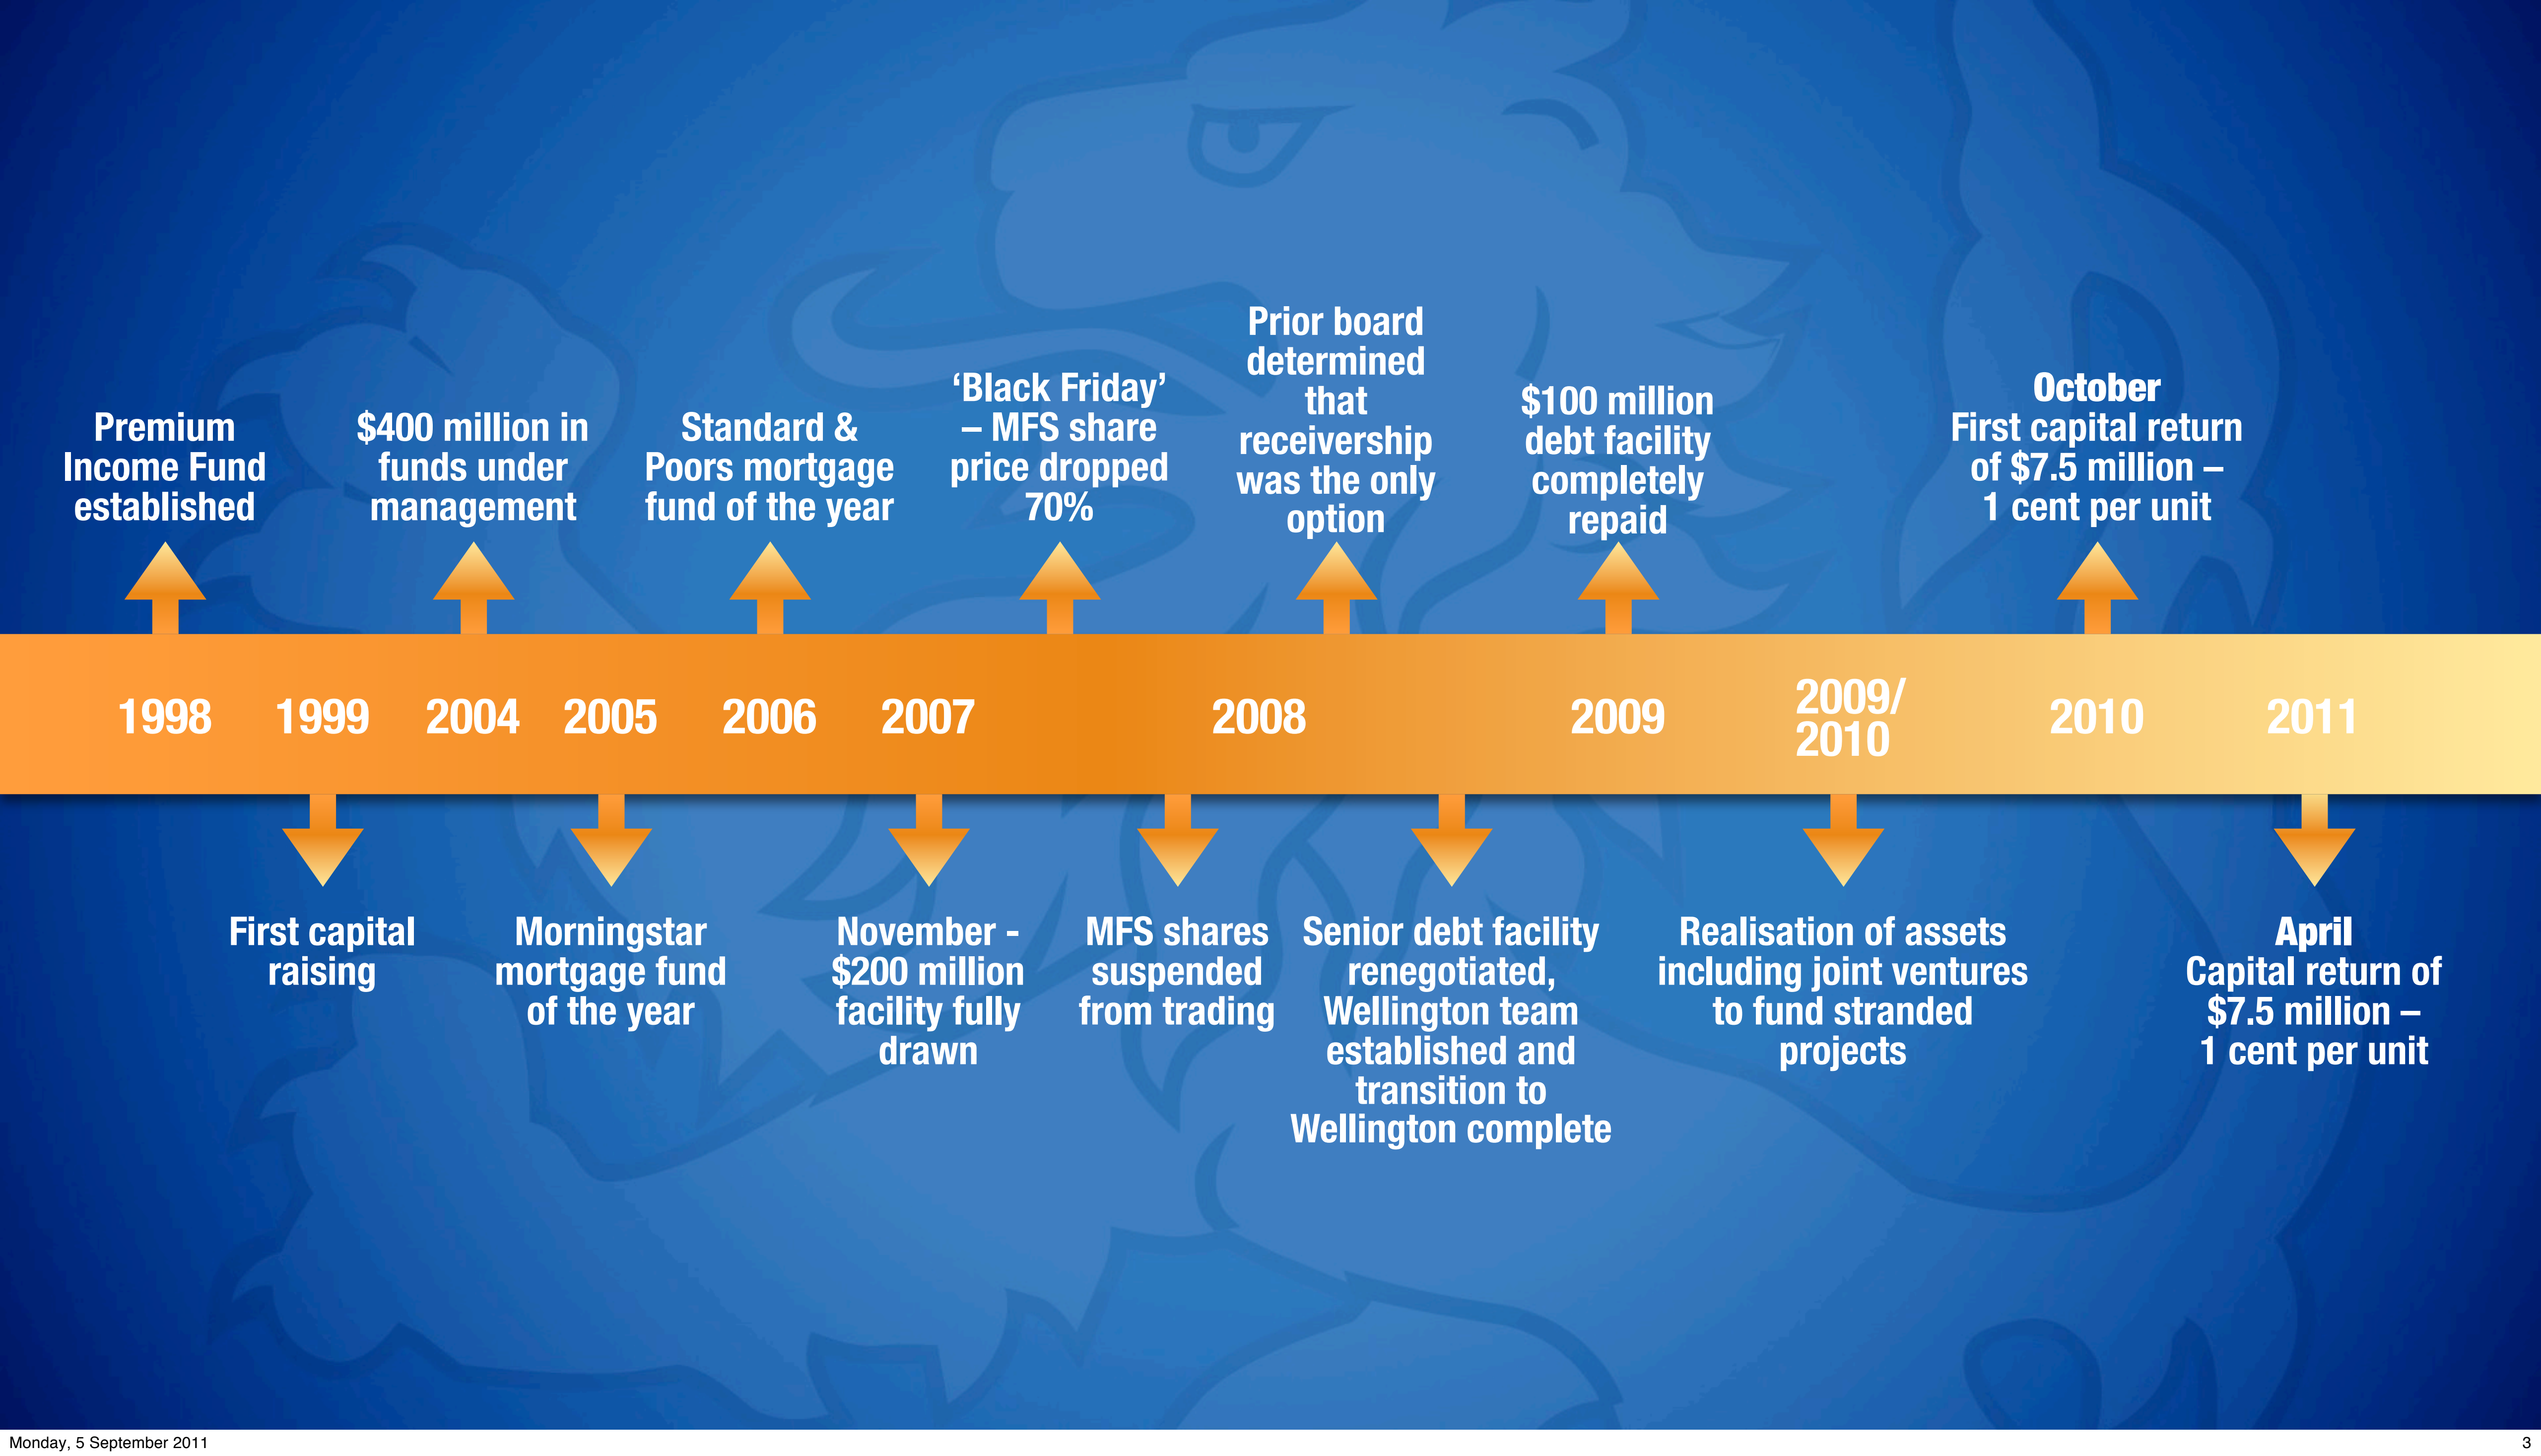 Premium
Income Fund
established
$400 million in
funds under
management
Standard &
Poors mortgage
fund of the year
‘Black Friday’
– MFS share
price dropped
70%
Prior board
determined
that
receivership
was the only
option
$100 million
debt facility
completely
repaid
October
First capital return
of $7.5 million –
1 cent per unit
1998 1999 2004 2005 2006 2007 2008 2009 2009/ 2010 2011
2010
First capital
raising
Morningstar
mortgage fund
of the year
November -
$200 million
facility fully
drawn
MFS shares
suspended
from trading
Senior debt facility
renegotiated,
Wellington team
established and
transition to
Wellington complete
Realisation of assets
including joint ventures
to fund stranded
projects
April
Capital return of
$7.5 million –
1 cent per unit
Monday, 5 September 2011
3